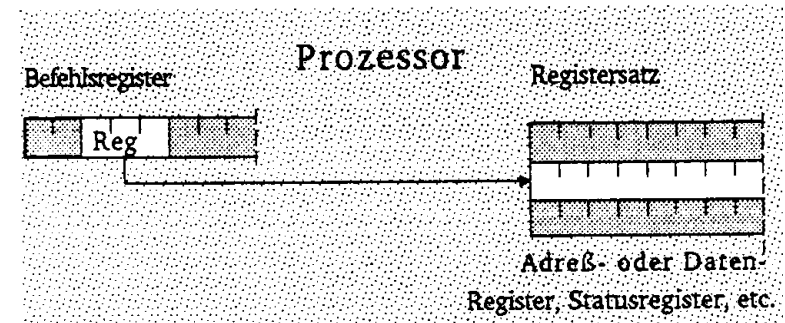 Prozessor
Befehlsregister
Registersatz
Reg
Adreß- oder Daten-
Register, Statusregister, etc.